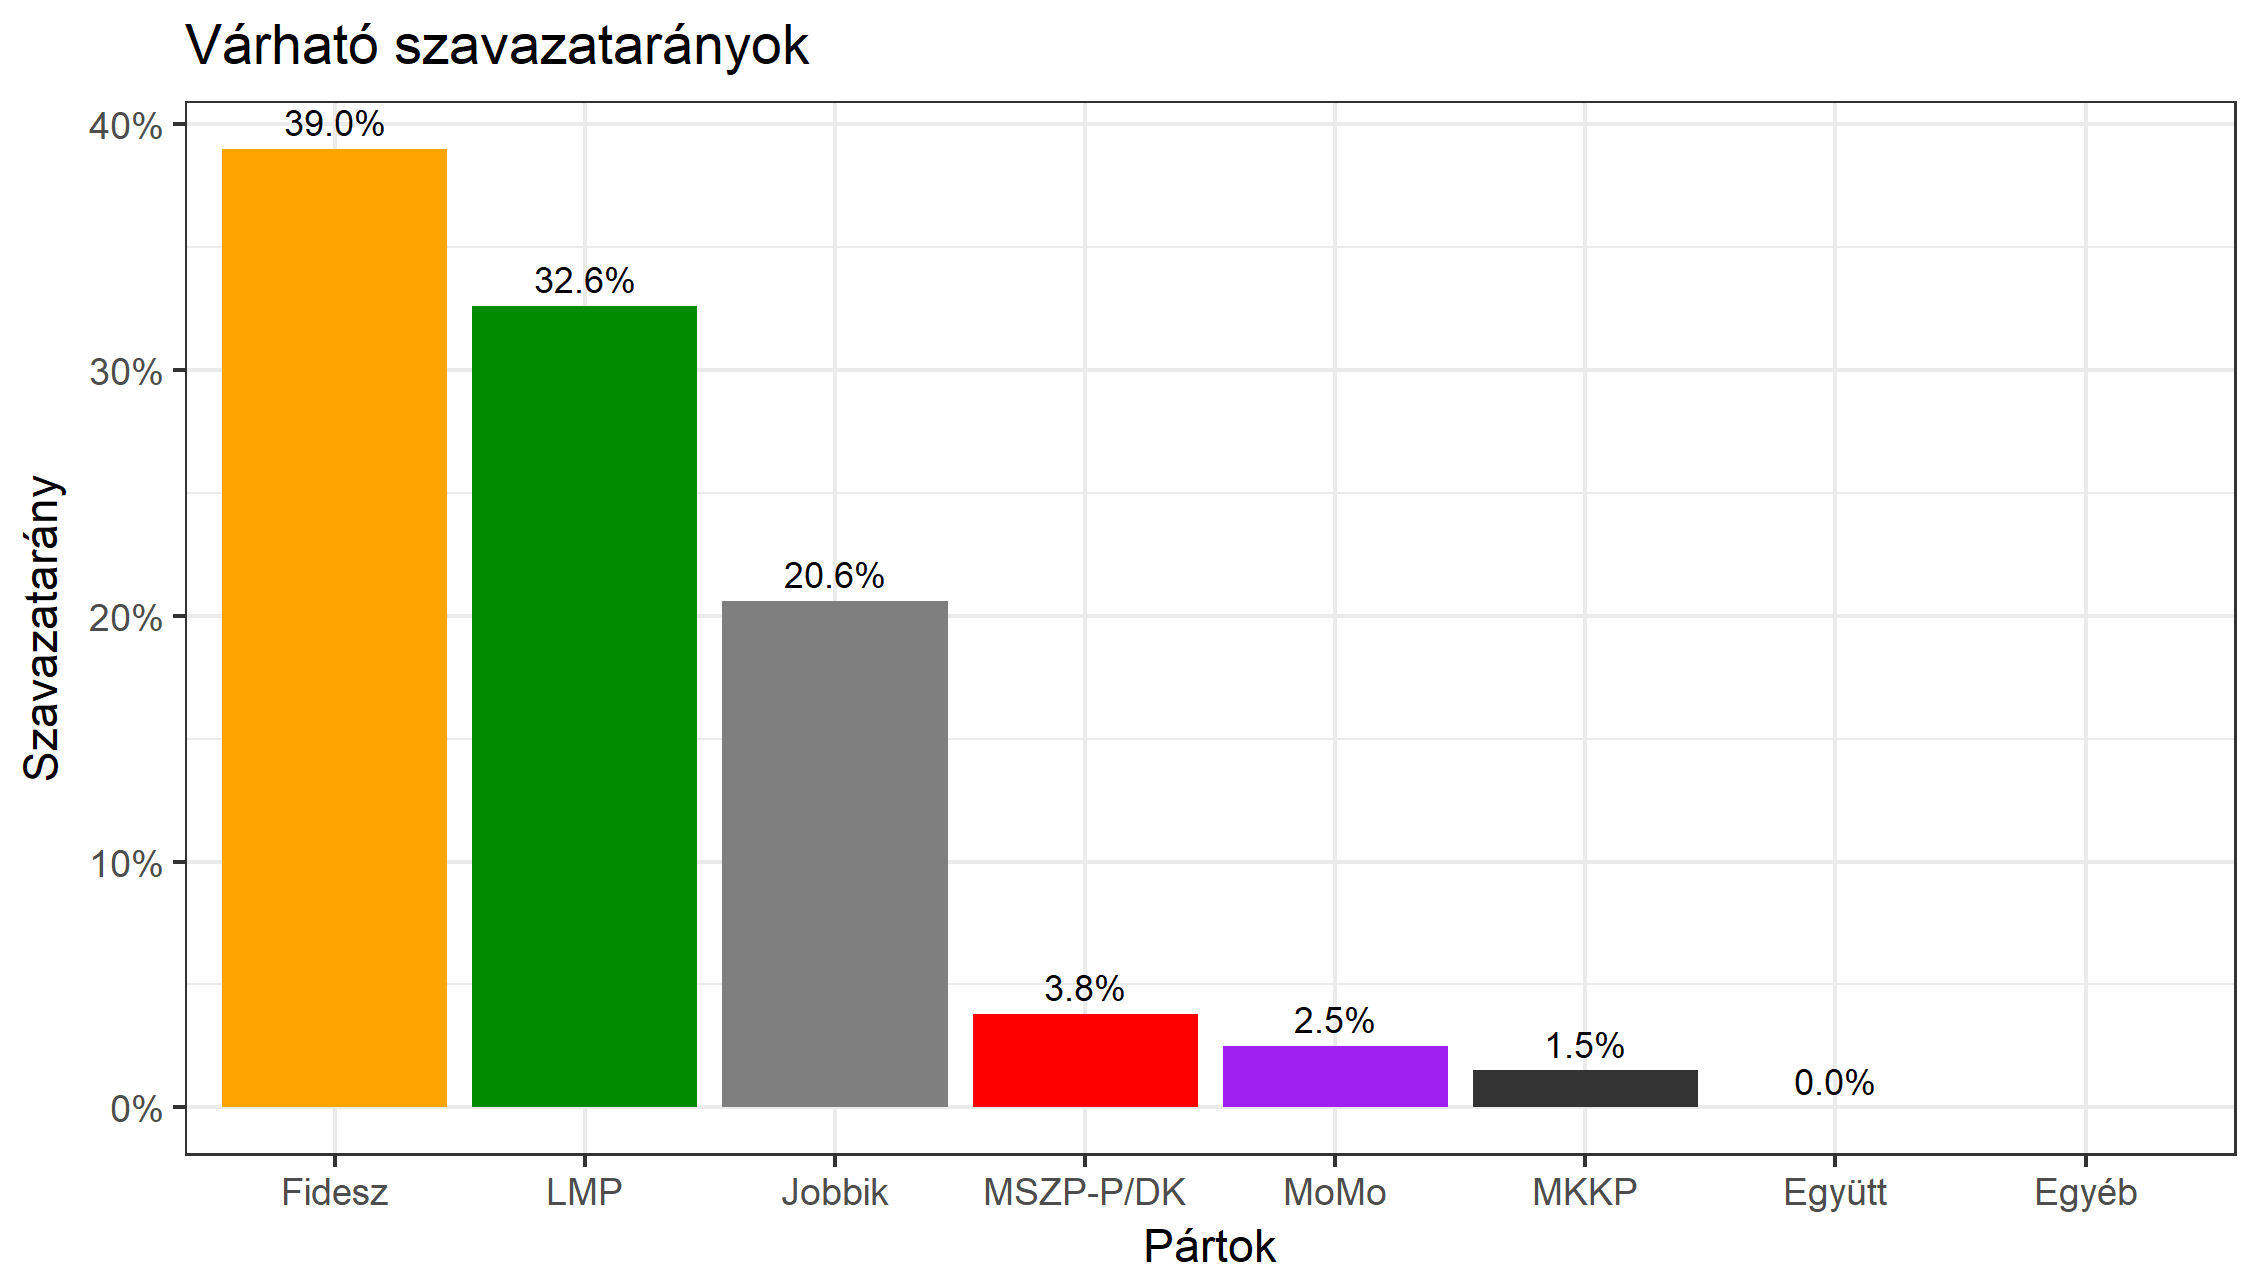 Várható szavazatarányok
Szavazatarány
40%
30%
20%
10%
0%
39.0%
32.6%
20.6%
3.8%
2.5%
1.5%
0.0%
Fidesz
LMP
Jobbik
MSZP-P/DK
MoMo
MKKP
Együtt
Egyéb
Pártok